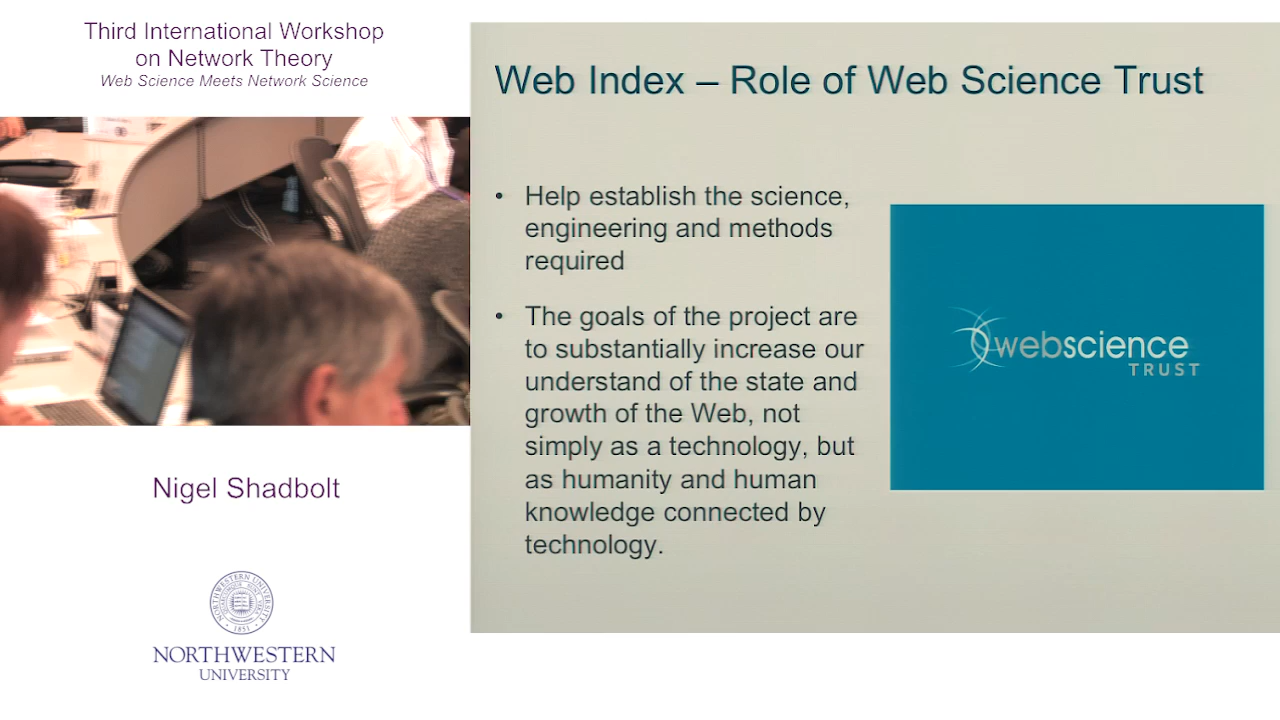 Third International Workshop
on Network Theory
Web Science Meets Network Science
Web Index – Role of Web Science Trust
• Help establish the science,
engineering and methods
required
• The goals of the project are
to substantially increase our
understand of the state and
growth of the Web, not
simply as a technology, but
as humanity and human
knowledge connected by
technology.
webscience
TRUST
Nigel Shadbolt
NORTHWESTERN
UNIVERSITY
1851
NORTHWESTERN
UNIVERSITY